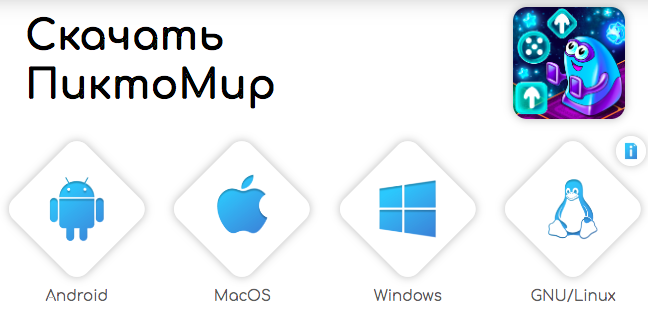 Скачать
ПиктоМир
Android
MacOS
Windows
GNU/Linux